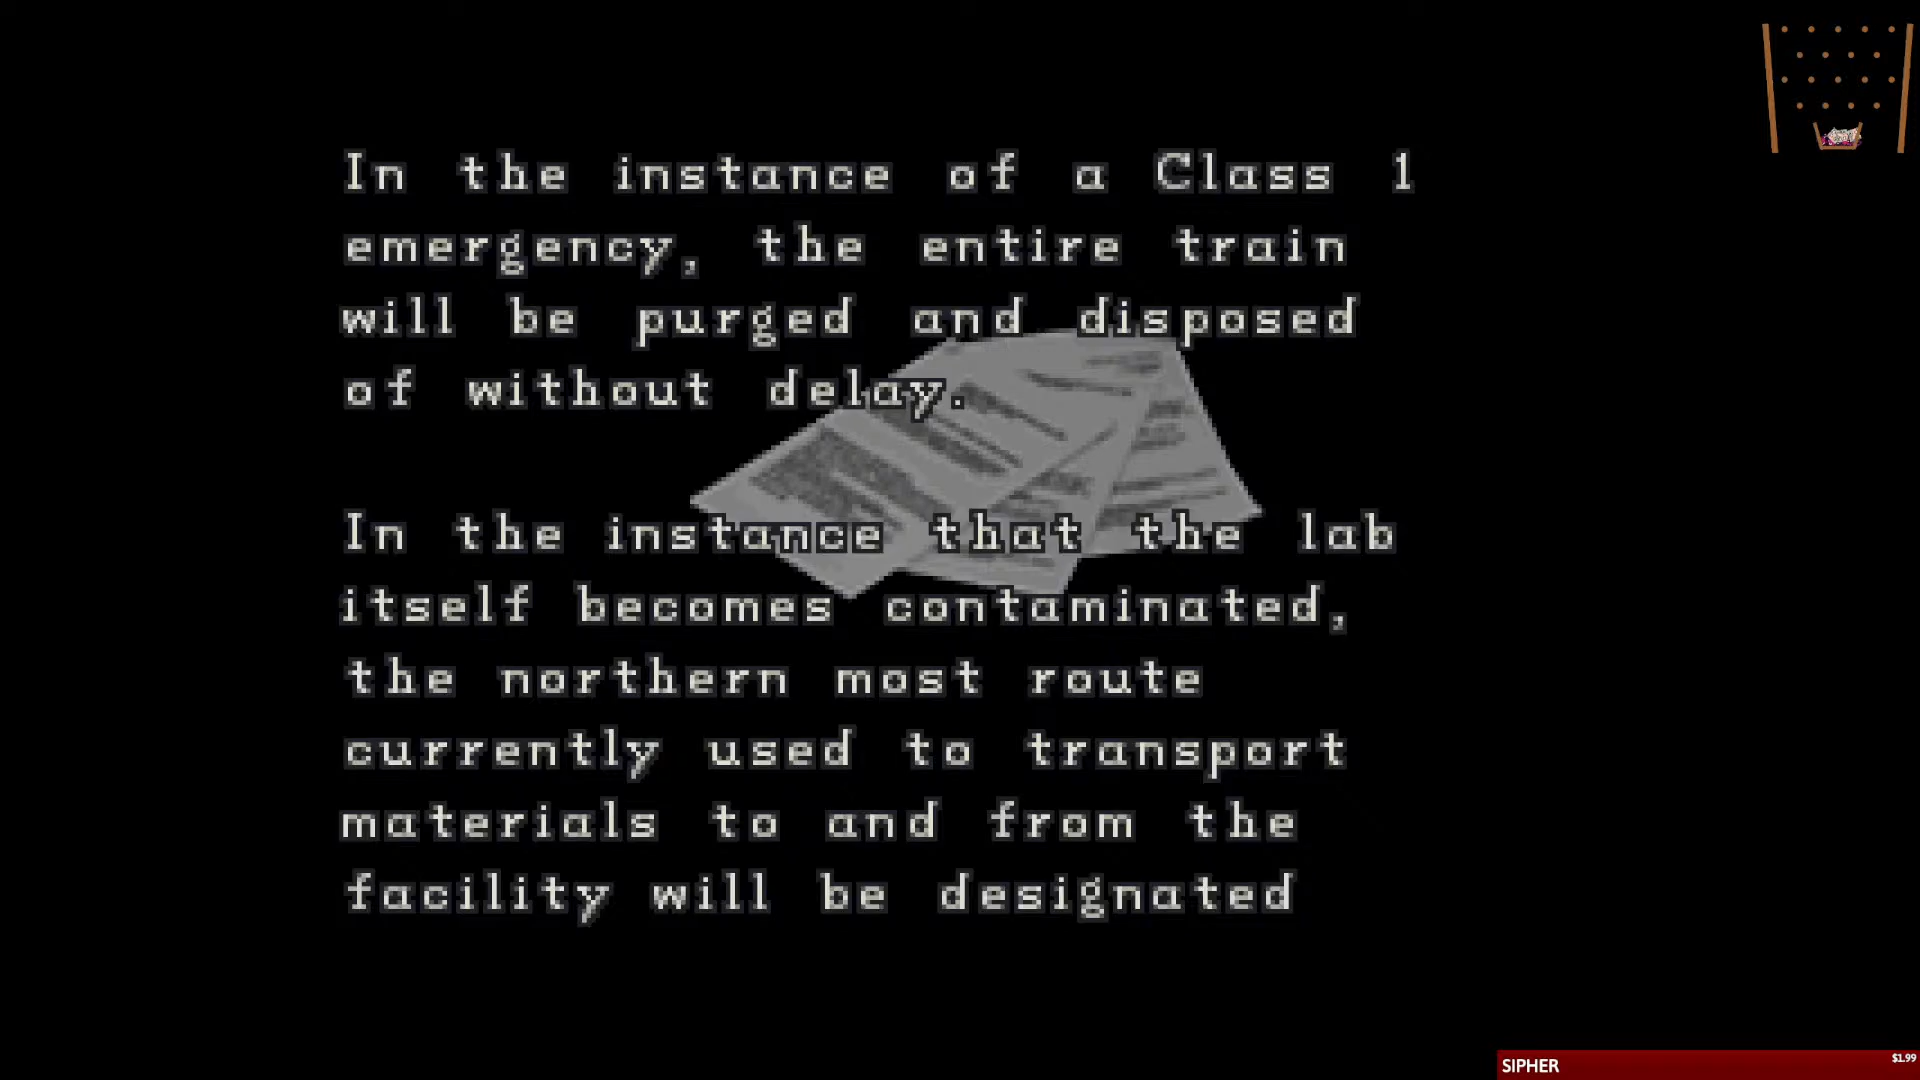 In the instance of a Class 1
emergency, the entire train
will be purged and disposed
of without delay.
In the instance that the lab
itself becomes contaminated,
the northern most route
currently used to transport
materials to and from the
facility will be designated
SIPHER
$1.99